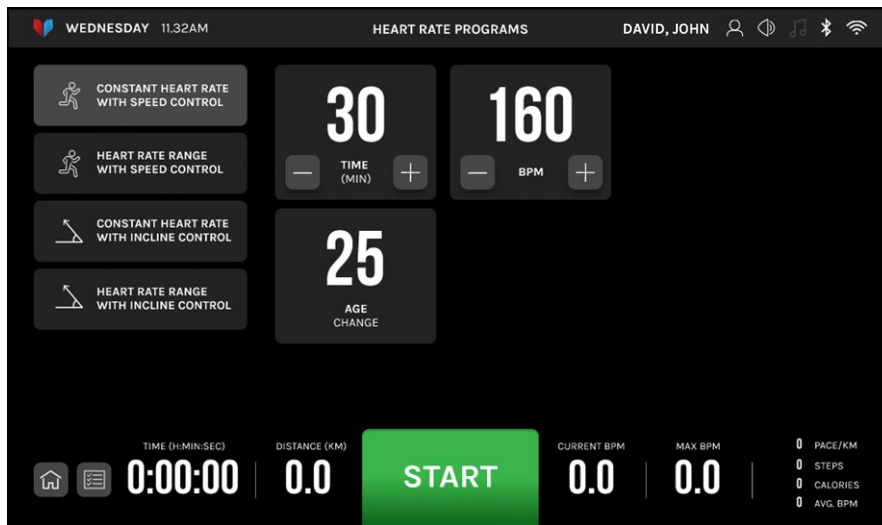 WEDNESDAY 11.32AM
HEART RATE PROGRAMS
DAVID, JOHN
CONSTANT HEART RATE
WITH SPEED CONTROL
HEART RATE RANGE
WITH SPEED CONTROL
CONSTANT HEART RATE
WITH INCLINE CONTROL
HEART RATE RANGE
WITH INCLINE CONTROL
30
TIME
(MIN)
160
BPM
25
AGE
CHANGE
TIME (H:MIN:SEC)
0:00:00
DISTANCE (KM)
0.0
START
CURRENT BPM
0.0
MAX BPM
0.0
0 PACE/KM
0 STEPS
0 CALORIES
0 AVG. BPM